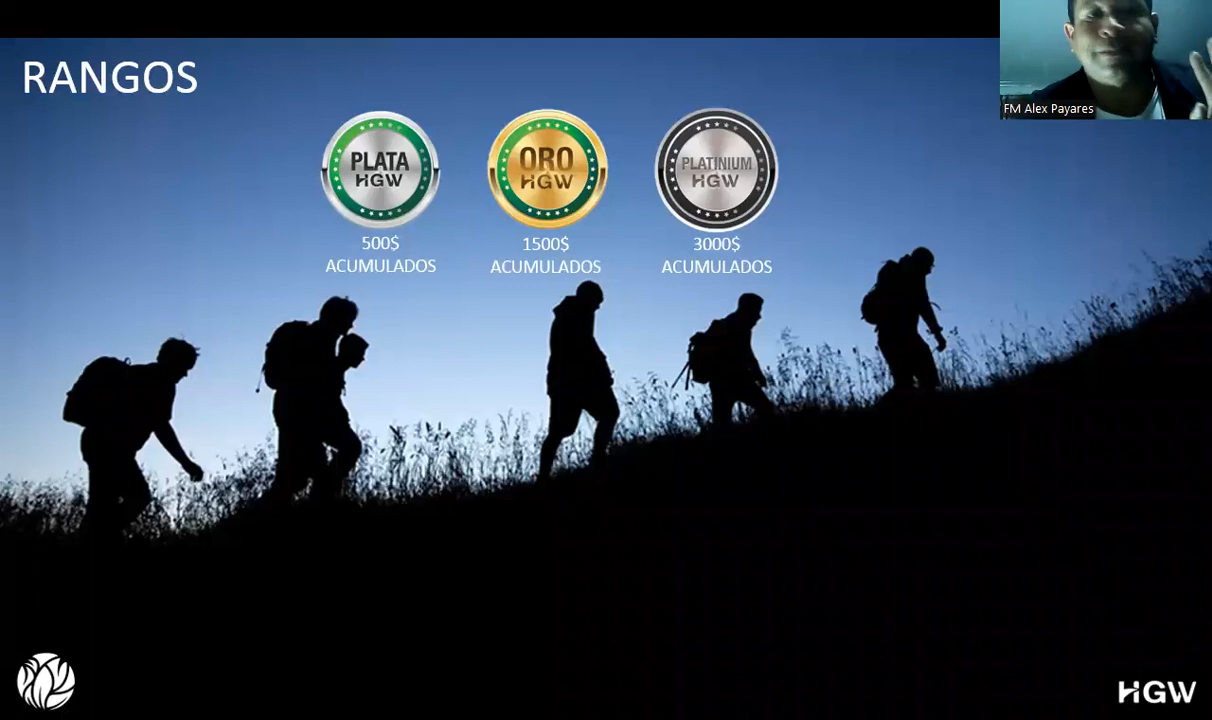 RANGOS
FM Alex Payares
PLATA
HGW
ORO
HGW
PLATINIUM
HGW
500$
ACUMULADOS
1500$
ACUMULADOS
3000$
ACUMULADOS
HGW